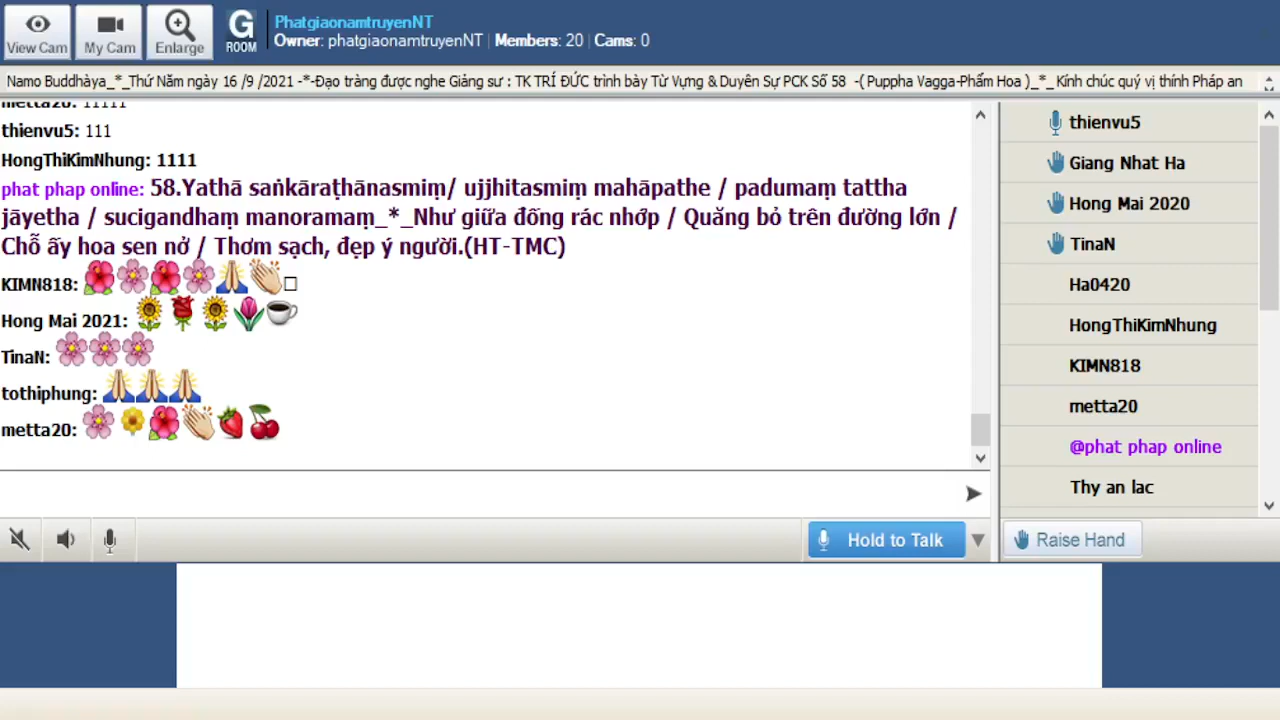 View Cam
My Cam
Enlarge
G
ROOM
PhatgiaonamtruyenNT
Owner: phatgiaonamtruyenNT | Members: 20 | Cams: 0
Namo Buddhàya_*_Thứ Năm ngày 16 /9 /2021 -*-Đạo tràng được nghe Giảng sư : TK TRÍ ĐỨC trình bày Từ Vựng & Duyên Sự PCK Số 58 -( Puppha Vagga-Phẩm Hoa )_*_ Kính chúc quý vị thính Pháp an
metta20: 11111
thienvu5: 111
HongThiKimNhung: 1111
phat phap online: 58.Yathā saṅkāraṭhānasmiṃ/ ujjhitasmiṃ mahāpathe / padumaṃ tattha
jāyetha / sucigandhaṃ manoramaṃ_*_Như giữa đống rác nhớp / Quăng bỏ trên đường lớn /
Chỗ ấy hoa sen nở / Thơm sạch, đẹp ý người.(HT-TMC)
KIMN818:
Hong Mai 2021:
TinaN:
tothiphung:
metta20:
thienvu5
Giang Nhat Ha
Hong Mai 2020
TinaN
Ha0420
HongThiKimNhung
KIMN818
metta20
@phat phap online
Thy an lac
Hold to Talk
Raise Hand